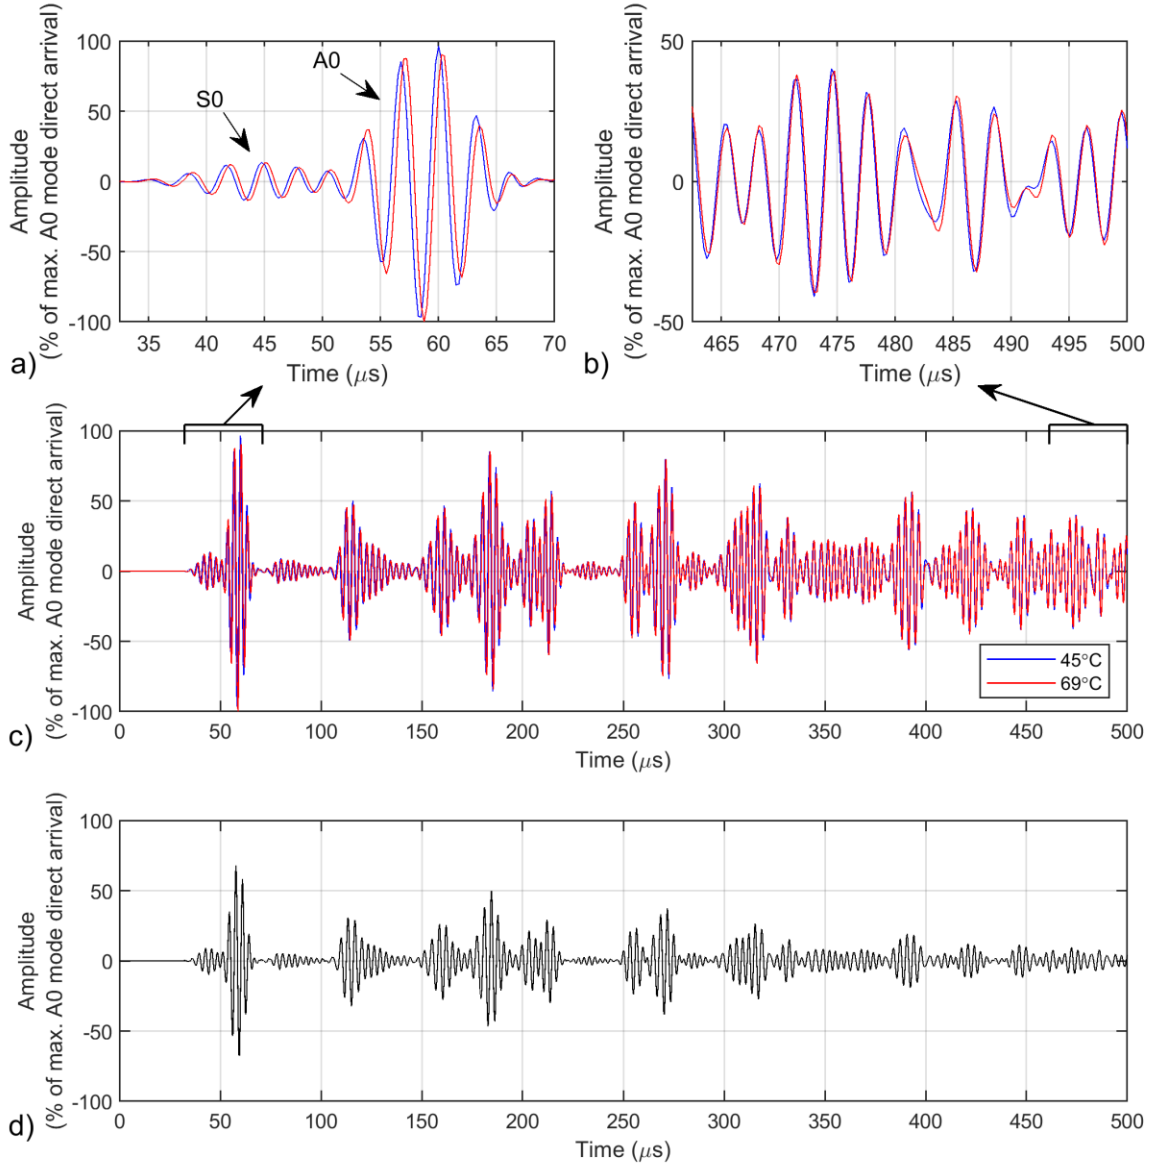 Amplitude
(% of max. A0 mode direct arrival)
100
50
0
-50
-100
S0
A0
35 40 45 50 55 60 65 70
Time (μs)
a)
Amplitude
(% of max. A0 mode direct arrival)
50
0
-50
465 470 475 480 485 490 495 500
Time (μs)
b)
Amplitude
(% of max. A0 mode direct arrival)
100
50
0
-50
-100
45°C
69°C
0 50 100 150 200 250 300 350 400 450 500
Time (μs)
c)
Amplitude
(% of max. A0 mode direct arrival)
100
50
0
-50
-100
0 50 100 150 200 250 300 350 400 450 500
Time (μs)
d)